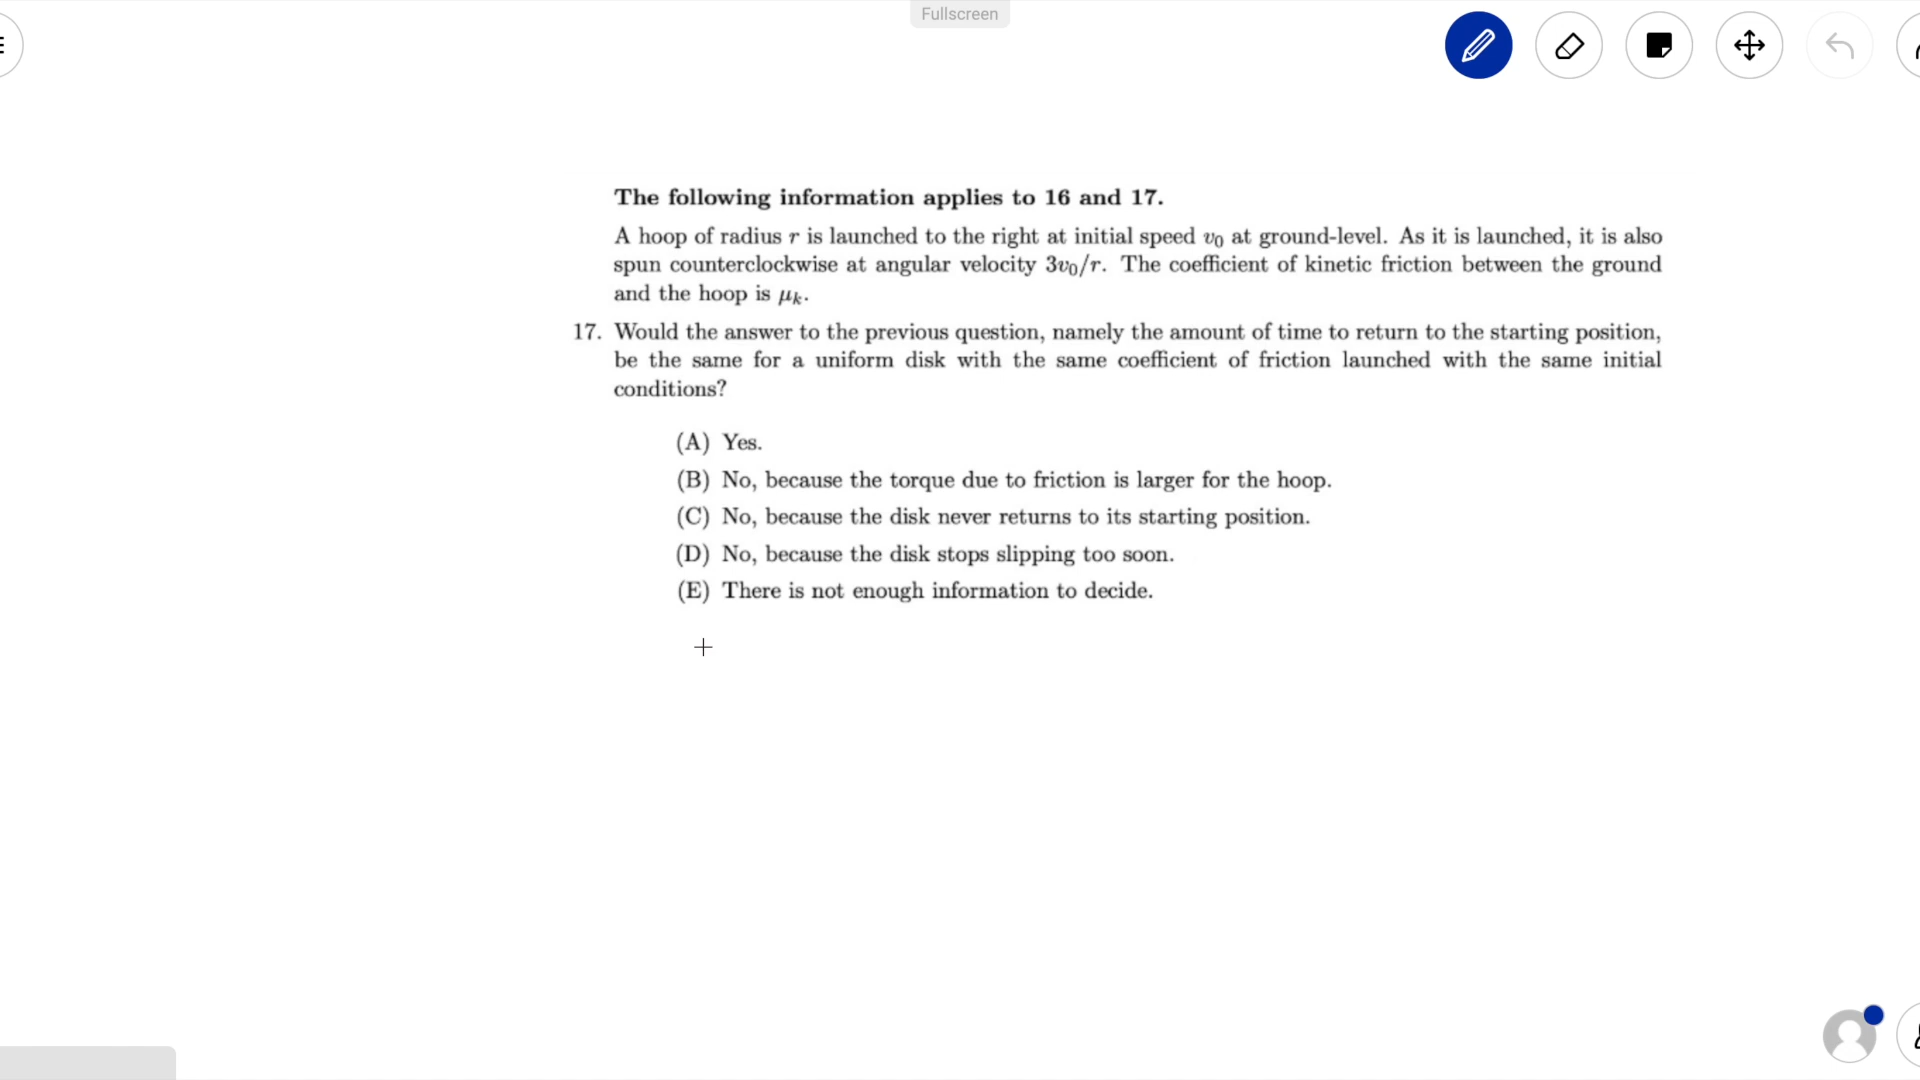 Fullscreen
The following information applies to 16 and 17.
A hoop of radius r is launched to the right at initial speed v₀ at ground-level. As it is launched, it is also
spun counterclockwise at angular velocity 3v₀/r. The coefficient of kinetic friction between the ground
and the hoop is μₖ.
17. Would the answer to the previous question, namely the amount of time to return to the starting position,
be the same for a uniform disk with the same coefficient of friction launched with the same initial
conditions?
(A) Yes.
(B) No, because the torque due to friction is larger for the hoop.
(C) No, because the disk never returns to its starting position.
(D) No, because the disk stops slipping too soon.
(E) There is not enough information to decide.